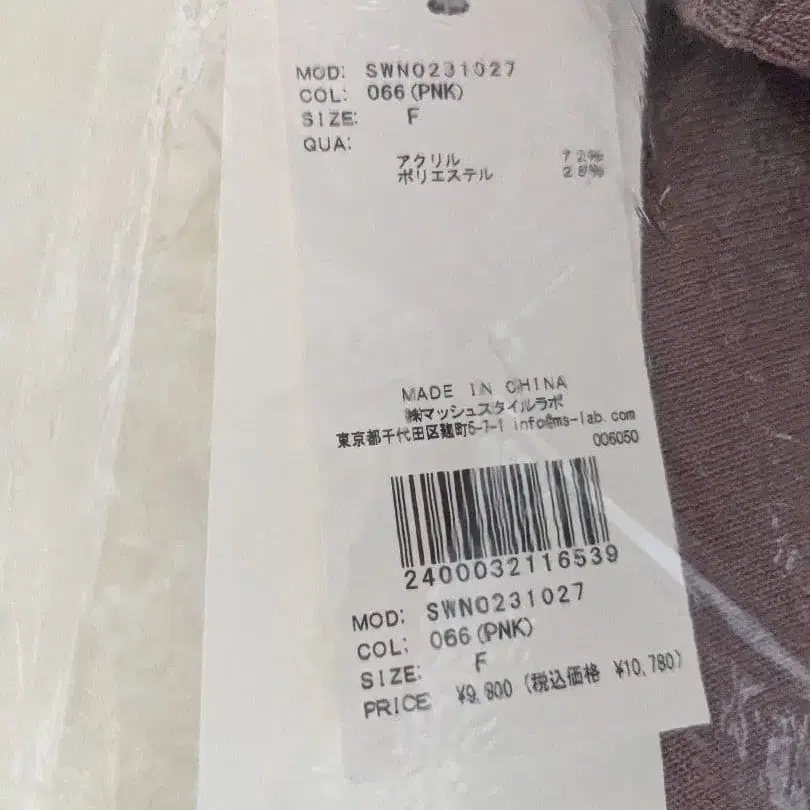 MOD: SWNO231027
COL: 066(PNK)
SIZE: F
QUA:
アクリル 72%
ポリエステル 28%
MADE IN CHINA
㈱マッシュスタイルラボ
東京都千代田区麹町5-7-1 info@ms-lab.com
006050
2400032116539
MOD: SWNO231027
COL: 066(PNK)
SIZE: F
PRICE ¥9,800 (税込価格 ¥10,780)